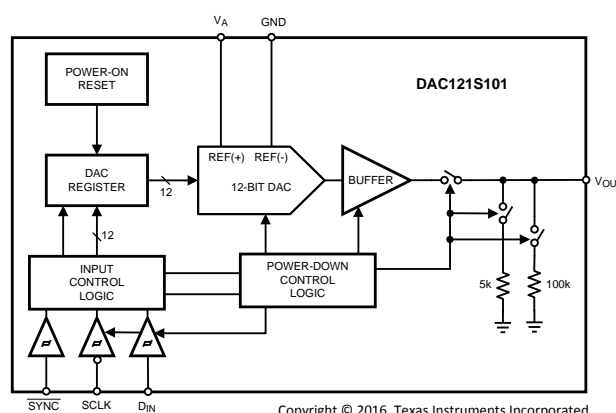 VA GND
POWER-ON
RESET
DAC121S101
REF(+) REF(-)
DAC
REGISTER
12
12-BIT DAC
BUFFER
VOU
12
INPUT
CONTROL
LOGIC
POWER-DOWN
CONTROL
LOGIC
5k 100k
SYNC SCLK DIN
Copyright © 2016, Texas Instruments Incorporated